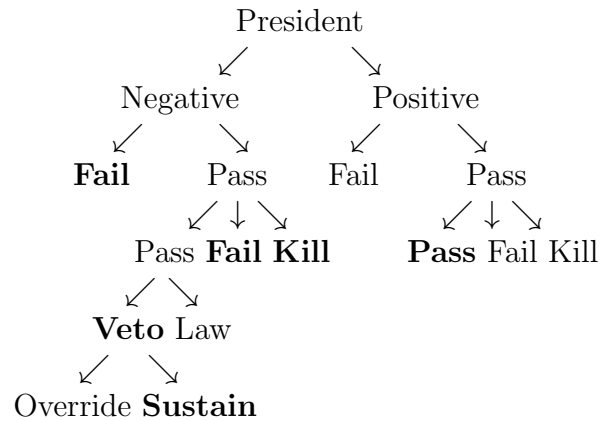 President
Negative Positive
Fail Pass Fail Pass
Pass Fail Kill Pass Fail Kill
Veto Law
Override Sustain